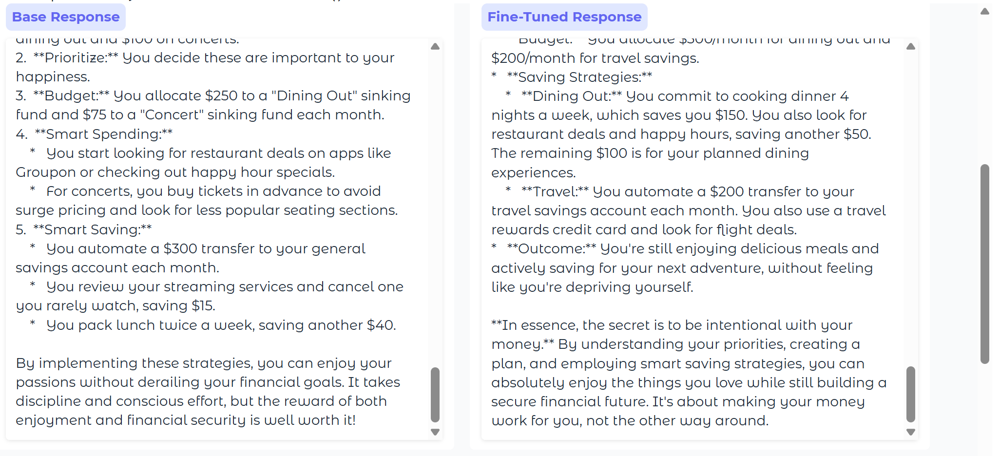 Base Response
dining out and $100 on concerts.
2.  **Prioritize:** You decide these are important to your
happiness.
3.  **Budget:** You allocate $250 to a "Dining Out" sinking
fund and $75 to a "Concert" sinking fund each month.
4.  **Smart Spending:**
    *   You start looking for restaurant deals on apps like
Groupon or checking out happy hour specials.
    *   For concerts, you buy tickets in advance to avoid
surge pricing and look for less popular seating sections.
5.  **Smart Saving:**
    *   You automate a $300 transfer to your general
savings account each month.
    *   You review your streaming services and cancel one
you rarely watch, saving $15.
    *   You pack lunch twice a week, saving another $40.

By implementing these strategies, you can enjoy your
passions without derailing your financial goals. It takes
discipline and conscious effort, but the reward of both
enjoyment and financial security is well worth it!
Fine-Tuned Response
Budget:    You allocate $300/month for dining out and
$200/month for travel savings.
*   **Saving Strategies:**
    *   **Dining Out:** You commit to cooking dinner 4
nights a week, which saves you $150. You also look for
restaurant deals and happy hours, saving another $50.
The remaining $100 is for your planned dining
experiences.
    *   **Travel:** You automate a $200 transfer to your
travel savings account each month. You also use a travel
rewards credit card and look for flight deals.
*   **Outcome:** You're still enjoying delicious meals and
actively saving for your next adventure, without feeling
like you're depriving yourself.

**In essence, the secret is to be intentional with your
money.** By understanding your priorities, creating a
plan, and employing smart saving strategies, you can
absolutely enjoy the things you love while still building a
secure financial future. It's about making your money
work for you, not the other way around.